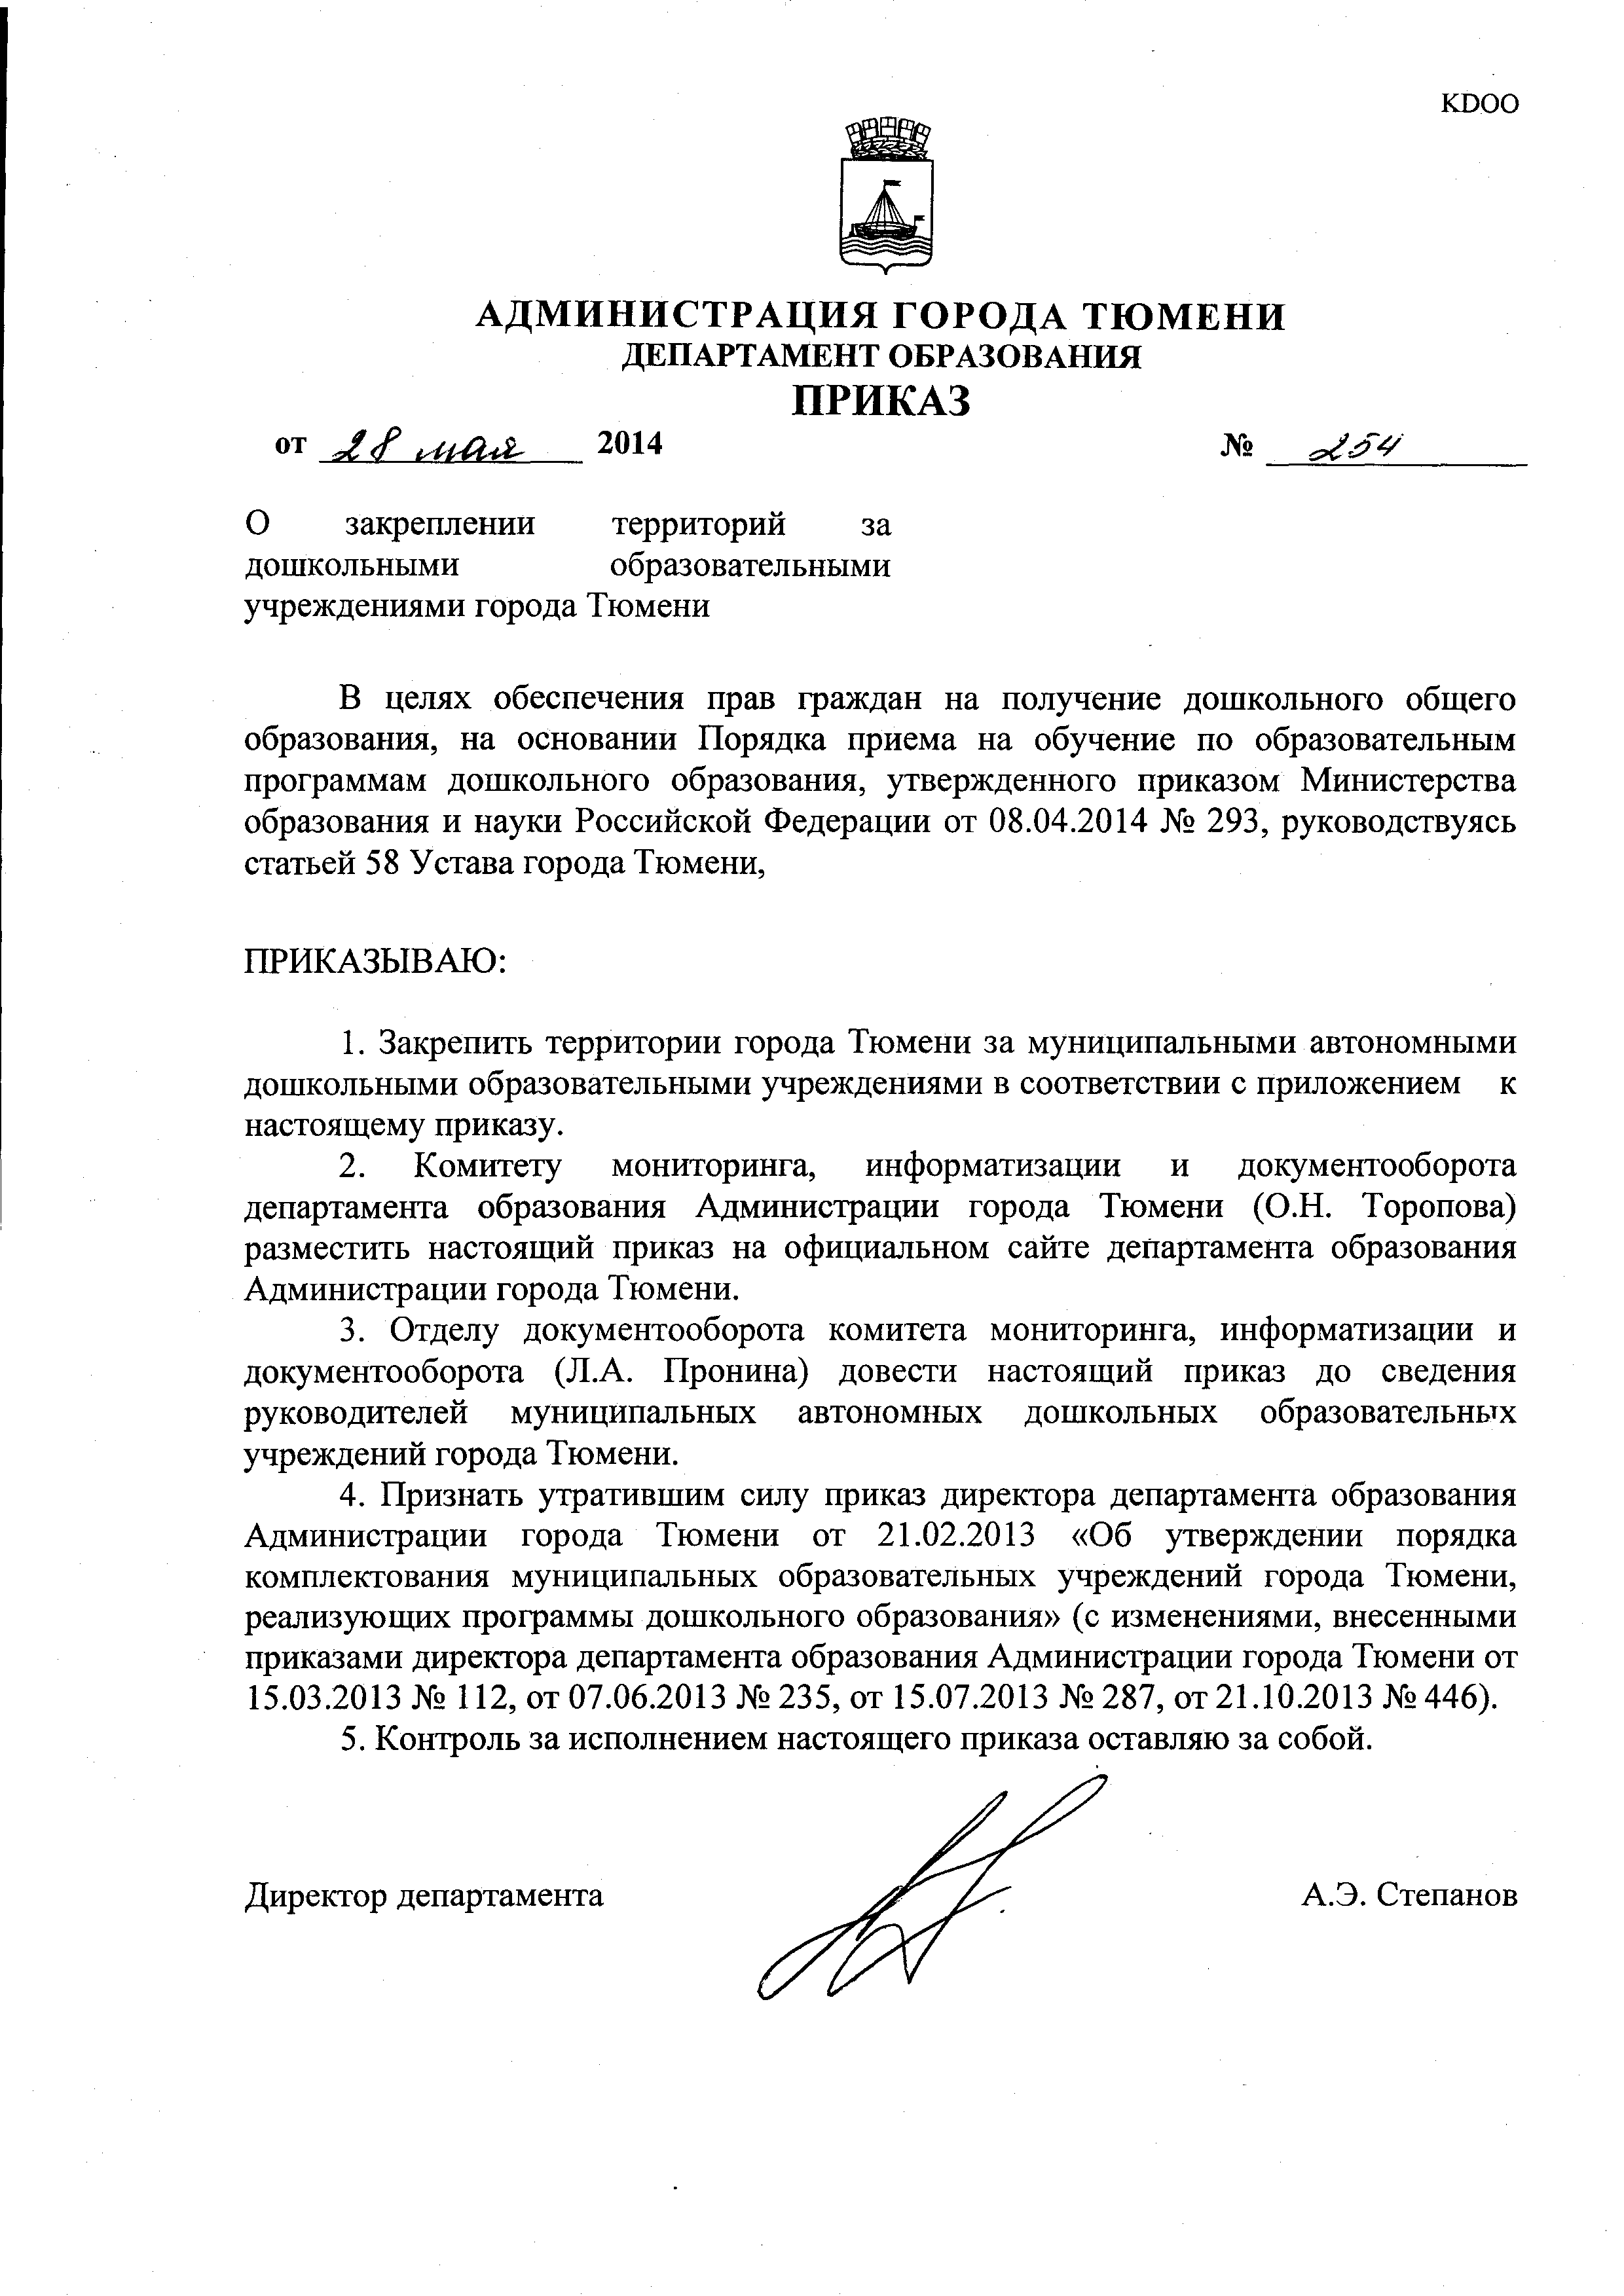 KDOO
АДМИНИСТРАЦИЯ ГОРОДА ТЮМЕНИ
ДЕПАРТАМЕНТ ОБРАЗОВАНИЯ
ПРИКАЗ
от 28 мая 2014 № 254
О закреплении территорий за
дошкольными образовательными
учреждениями города Тюмени
В целях обеспечения прав граждан на получение дошкольного общего
образования, на основании Порядка приема на обучение по образовательным
программам дошкольного образования, утвержденного приказом Министерства
образования и науки Российской Федерации от 08.04.2014 № 293, руководствуясь
статьей 58 Устава города Тюмени,
ПРИКАЗЫВАЮ:
1. Закрепить территории города Тюмени за муниципальными автономными
дошкольными образовательными учреждениями в соответствии с приложением к
настоящему приказу.
2. Комитету мониторинга, информатизации и документооборота
департамента образования Администрации города Тюмени (О.Н. Торопова)
разместить настоящий приказ на официальном сайте департамента образования
Администрации города Тюмени.
3. Отделу документооборота комитета мониторинга, информатизации и
документооборота (Л.А. Пронина) довести настоящий приказ до сведения
руководителей муниципальных автономных дошкольных образовательных
учреждений города Тюмени.
4. Признать утратившим силу приказ директора департамента образования
Администрации города Тюмени от 21.02.2013 «Об утверждении порядка
комплектования муниципальных образовательных учреждений города Тюмени,
реализующих программы дошкольного образования» (с изменениями, внесенными
приказами директора департамента образования Администрации города Тюмени от
15.03.2013 № 112, от 07.06.2013 № 235, от 15.07.2013 № 287, от 21.10.2013 № 446).
5. Контроль за исполнением настоящего приказа оставляю за собой.
Директор департамента А.Э. Степанов